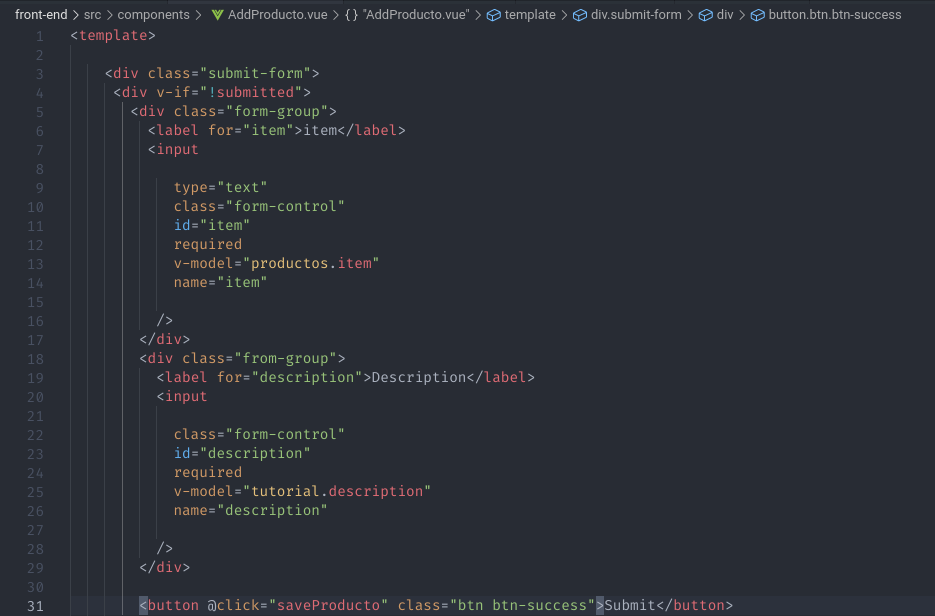 front-end > src > components > AddProducto.vue > {} "AddProducto.vue" > template > div.submit-form > div > button.btn.btn-success
1 <template>
2
3 <div class="submit-form">
4 <div v-if="!submitted">
5 <div class="form-group">
6 <label for="item">item</label>
7 <input
8
9 type="text"
10 class="form-control"
11 id="item"
12 required
13 v-model="productos.item"
14 name="item"
15
16 />
17 </div>
18 <div class="from-group">
19 <label for="description">Description</label>
20 <input
21
22 class="form-control"
23 id="description"
24 required
25 v-model="tutorial.description"
26 name="description"
27
28 />
29 </div>
30
31 <button @click="saveProducto" class="btn btn-success">Submit</button>